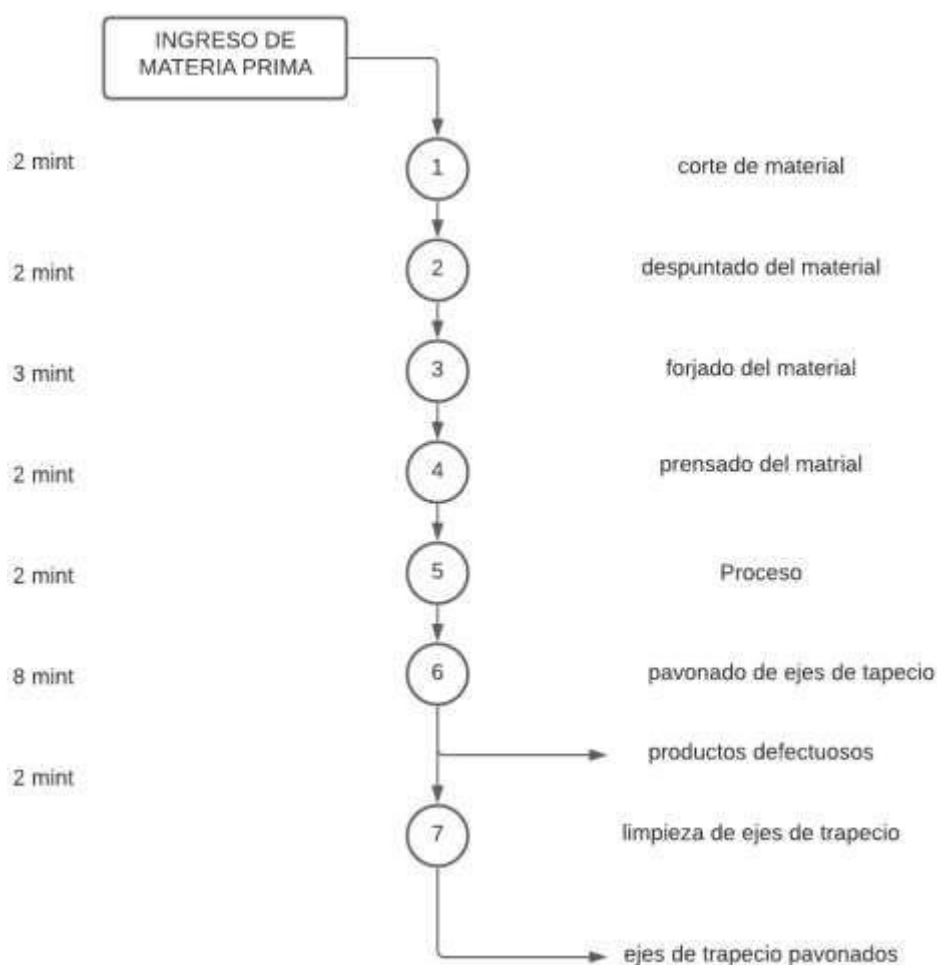 INGRESO DE
MATERIA PRIMA
2 mint
1
corte de material
2 mint
2
despuntado del material
3 mint
3
forjado del material
2 mint
4
prensado del matrial
2 mint
5
Proceso
8 mint
6
pavonado de ejes de tapecio
productos defectuosos
2 mint
7
limpieza de ejes de trapecio
ejes de trapecio pavonados